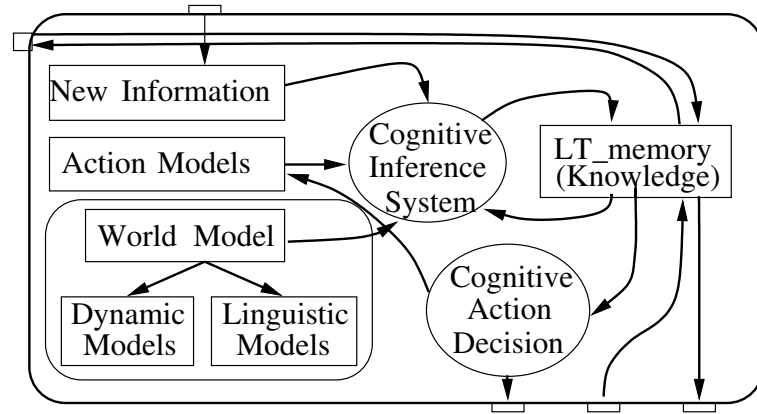 New Information
Action Models
Cognitive
Inference
System
LT_memory
(Knowledge)
World Model
Dynamic
Models
Linguistic
Models
Cognitive
Action
Decision